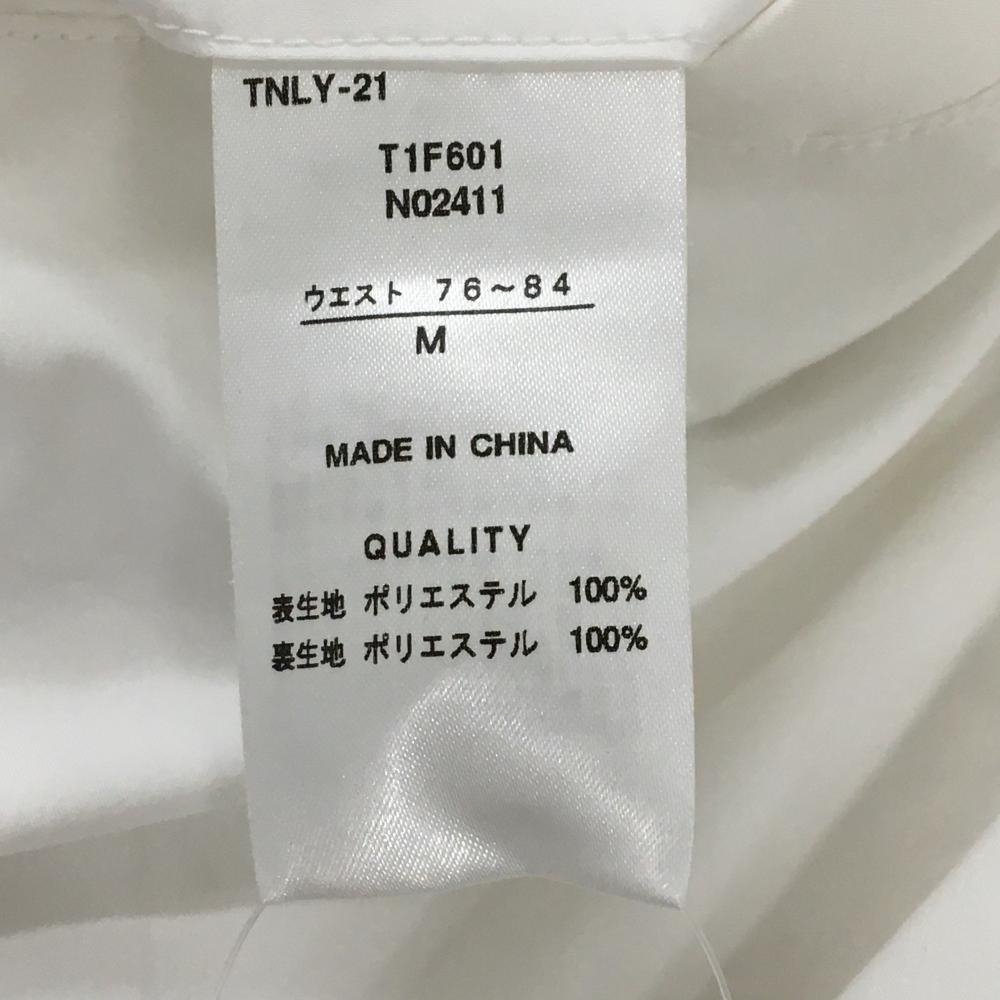 TNLY-21
T1F601
N02411
ウエスト 76~84
M
MADE IN CHINA
QUALITY
表生地 ポリエステル 100%
裏生地 ポリエステル 100%